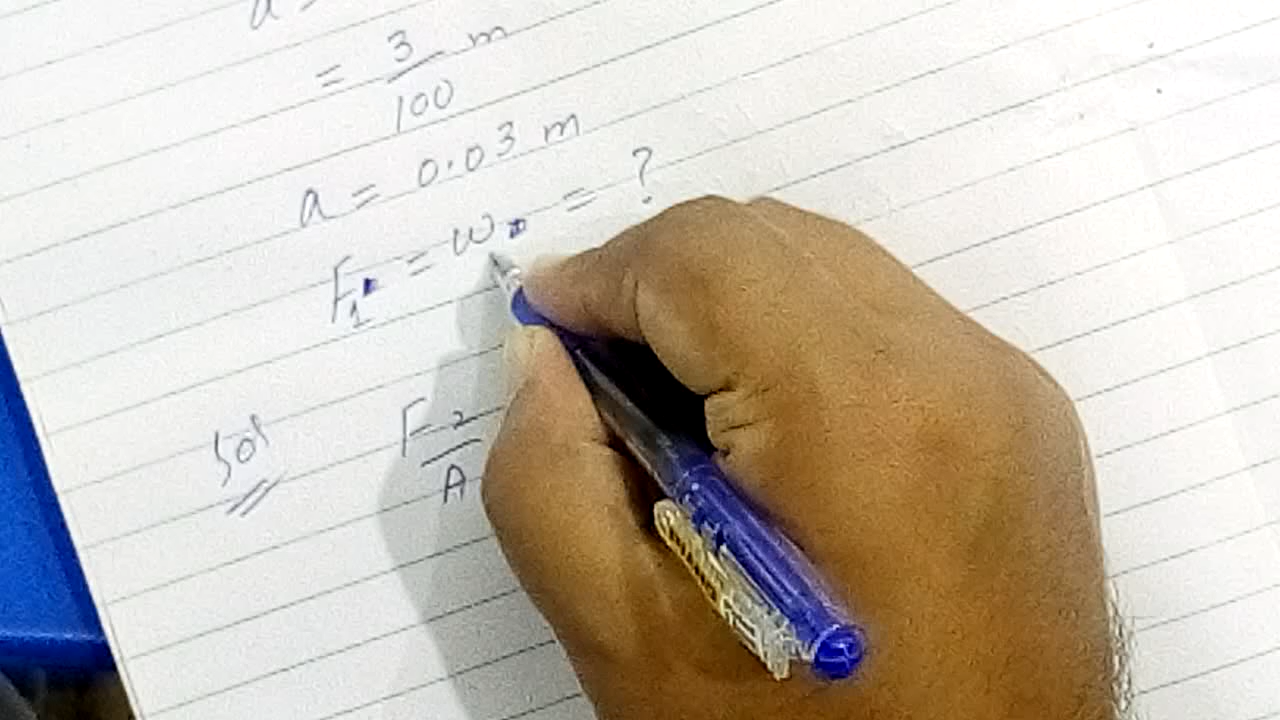 a =
= 3/100 m
a = 0.03 m
F1 = w = ?
Sol F2/A